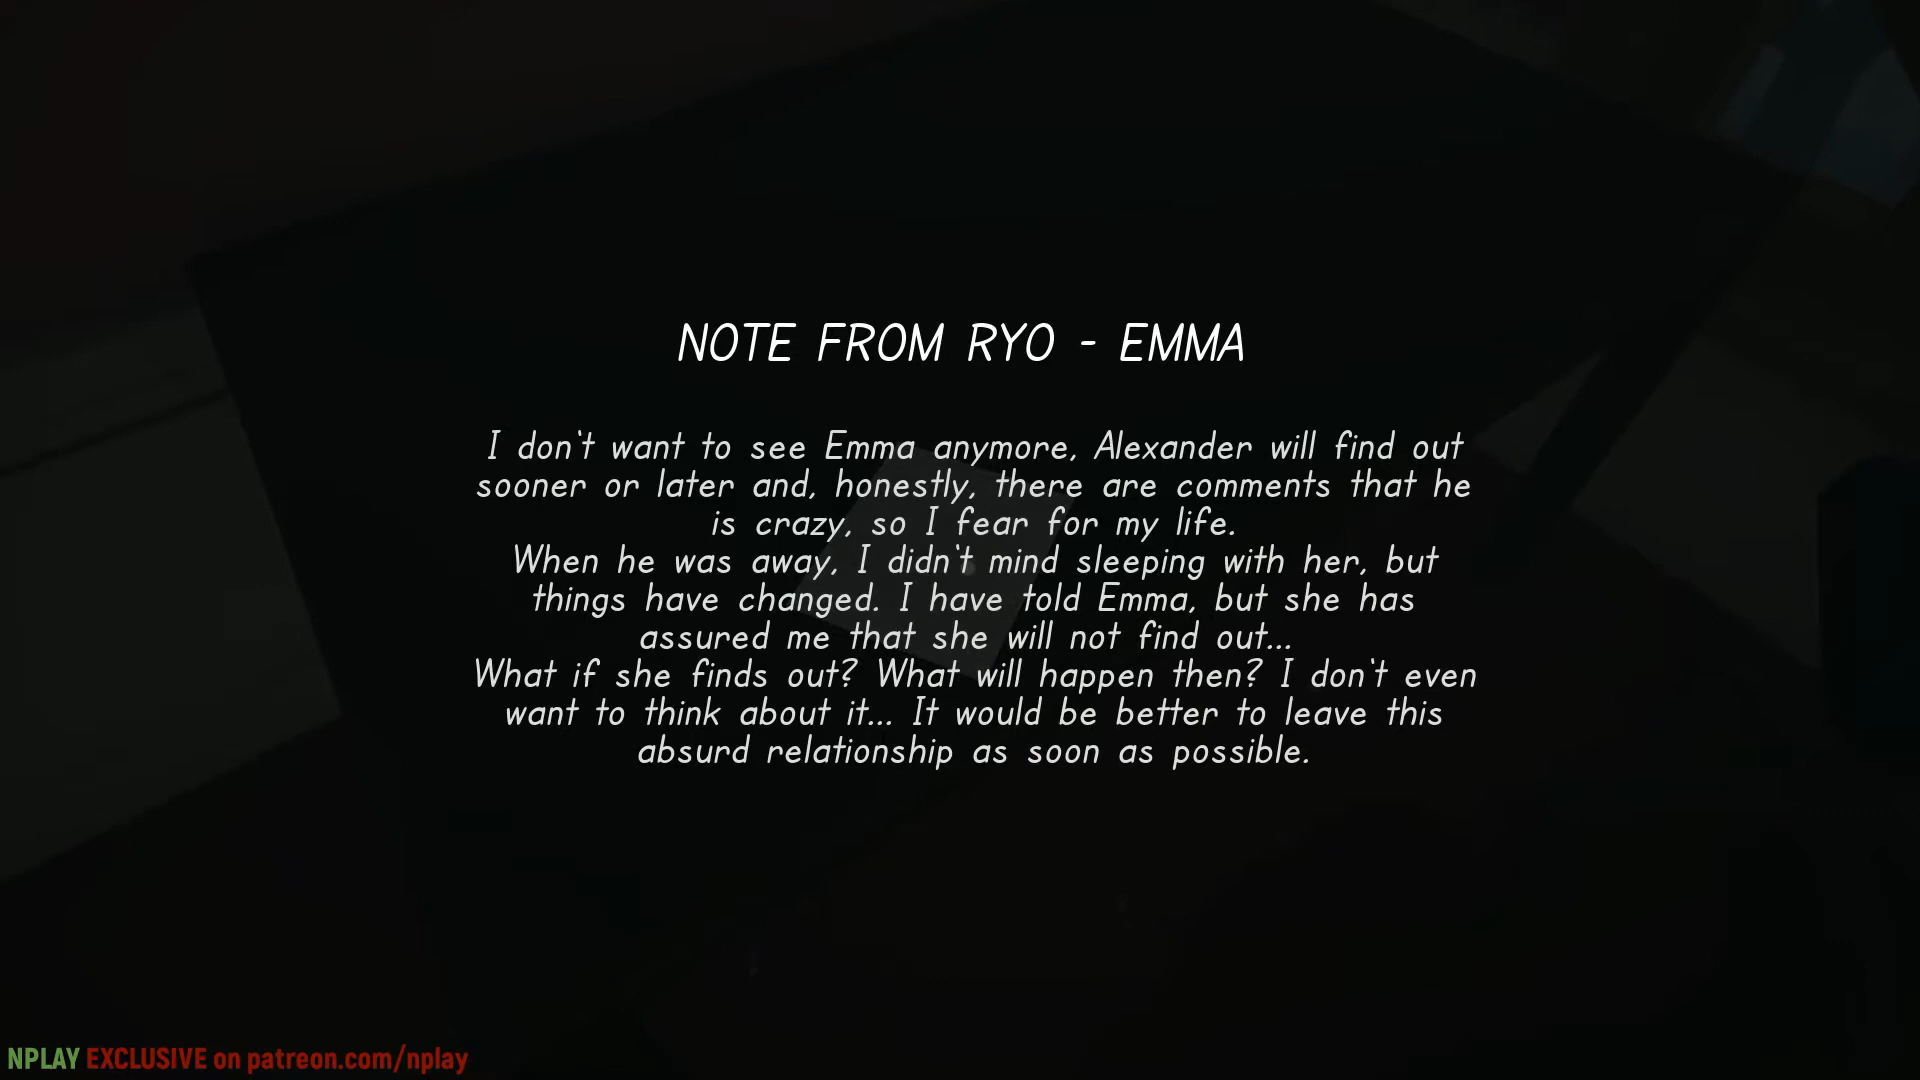 NOTE FROM RYO - EMMA
I don't want to see Emma anymore, Alexander will find out
sooner or later and, honestly, there are comments that he
is crazy, so I fear for my life.
When he was away, I didn't mind sleeping with her, but
things have changed. I have told Emma, but she has
assured me that she will not find out...
What if she finds out? What will happen then? I don't even
want to think about it... It would be better to leave this
absurd relationship as soon as possible.
NPLAY EXCLUSIVE on patreon.com/nplay